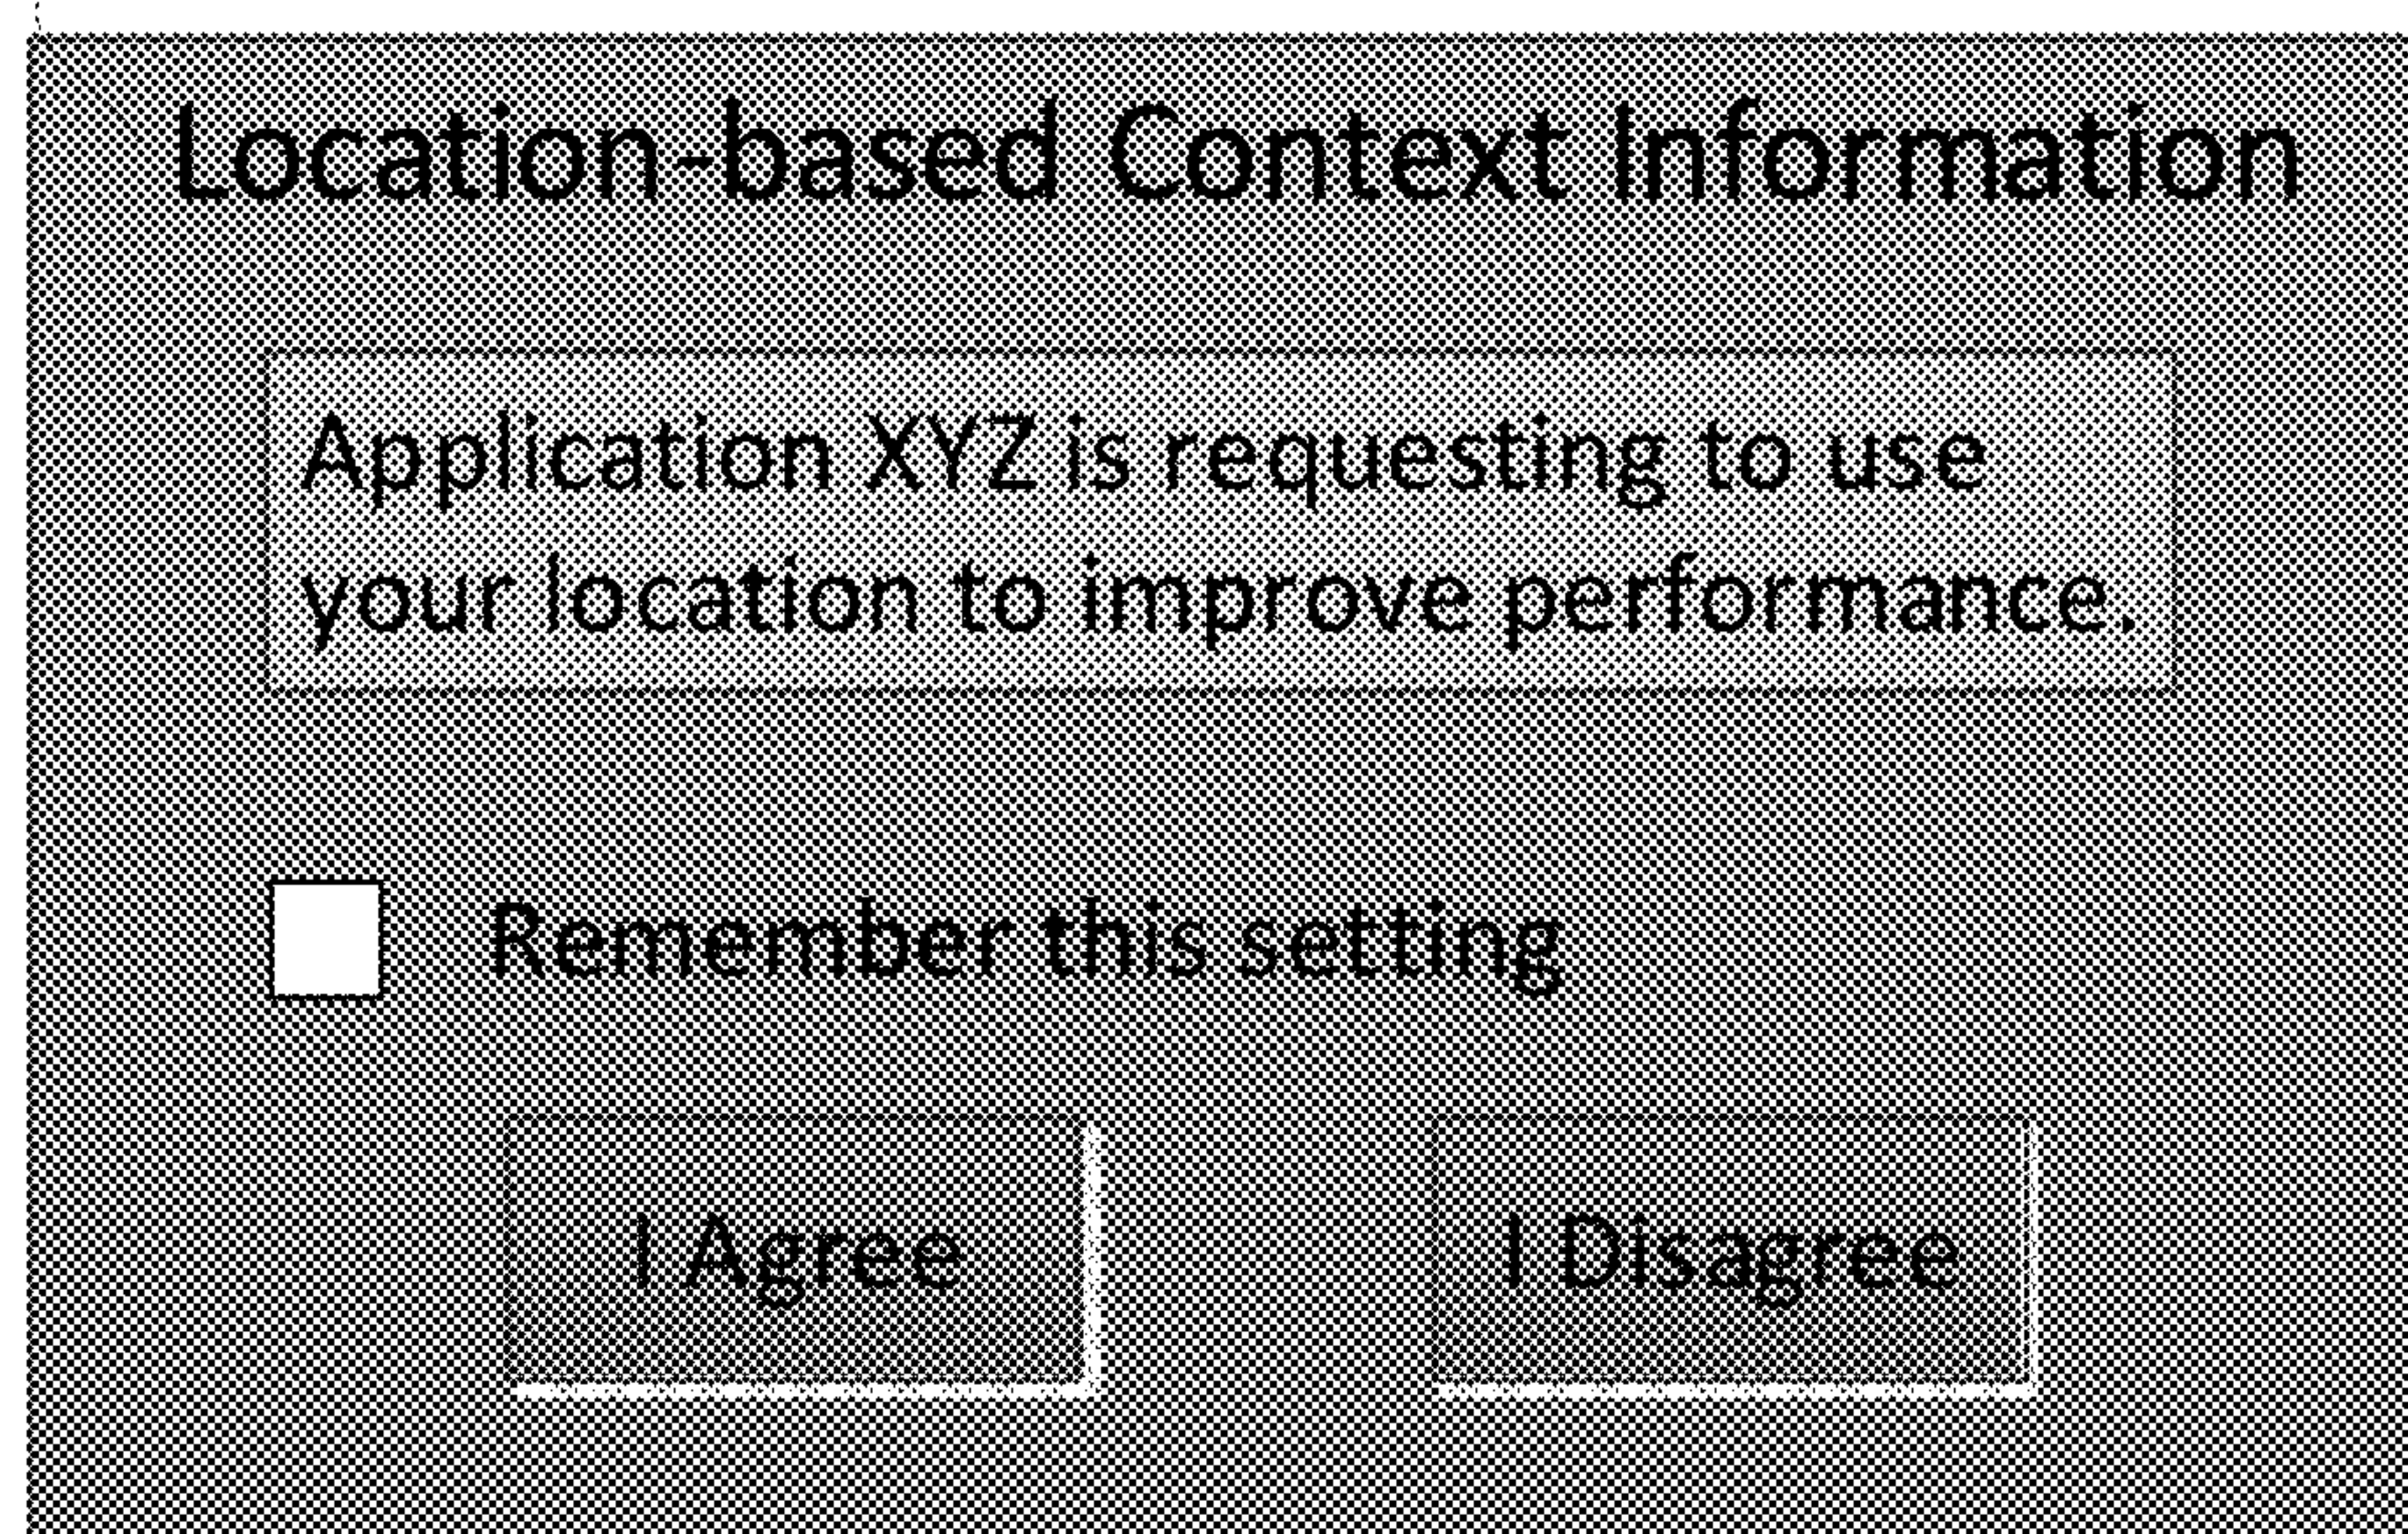 Location-based Context Information
Application XYZ is requesting to use
your location to improve performance.
Remember this setting
I Agree
I Disagree